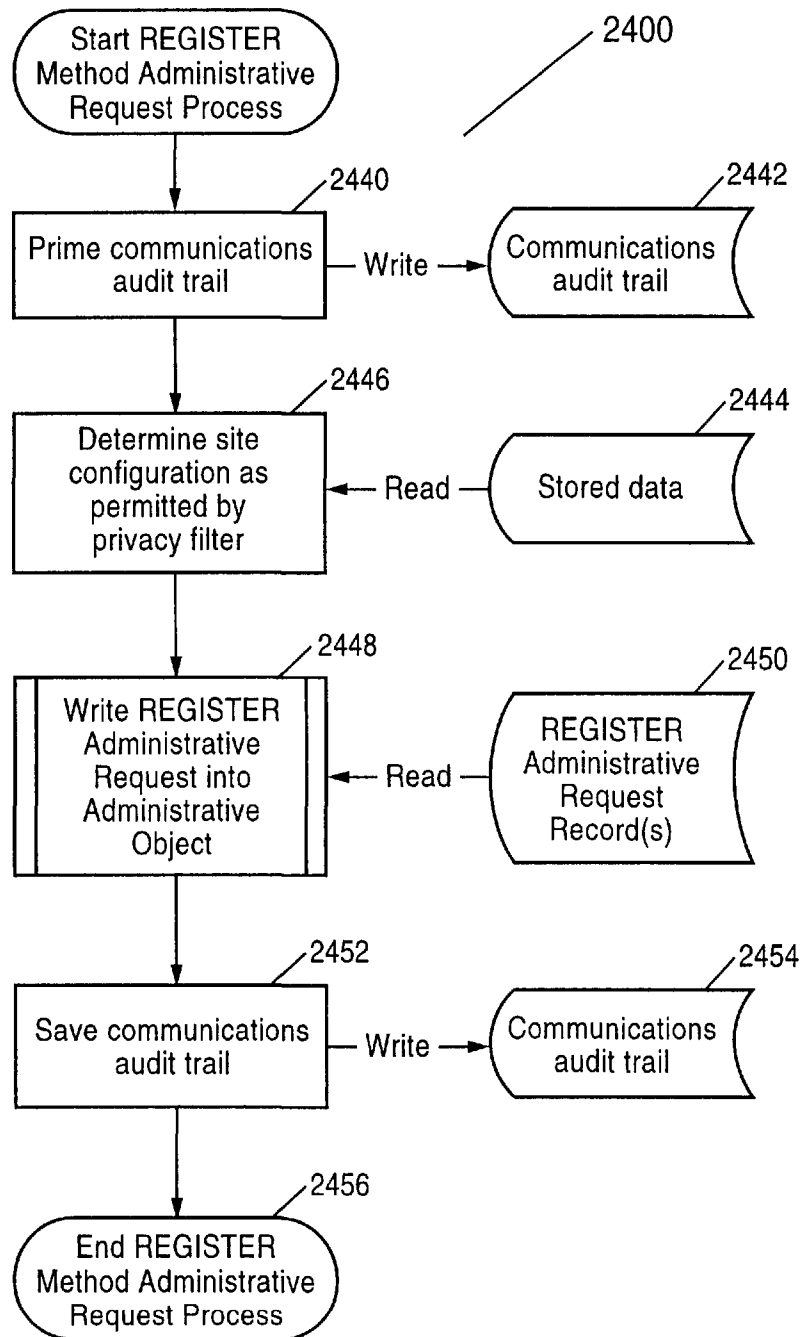 Start REGISTER
Method Administrative
Request Process
2400
2440
Prime communications
audit trail
Write
2442
Communications
audit trail
2446
Determine site
configuration as
permitted by
privacy filter
Read
2444
Stored data
2448
Write REGISTER
Administrative
Request into
Administrative
Object
Read
2450
REGISTER
Administrative
Request
Record(s)
2452
Save communications
audit trail
Write
2454
Communications
audit trail
2456
End REGISTER
Method Administrative
Request Process